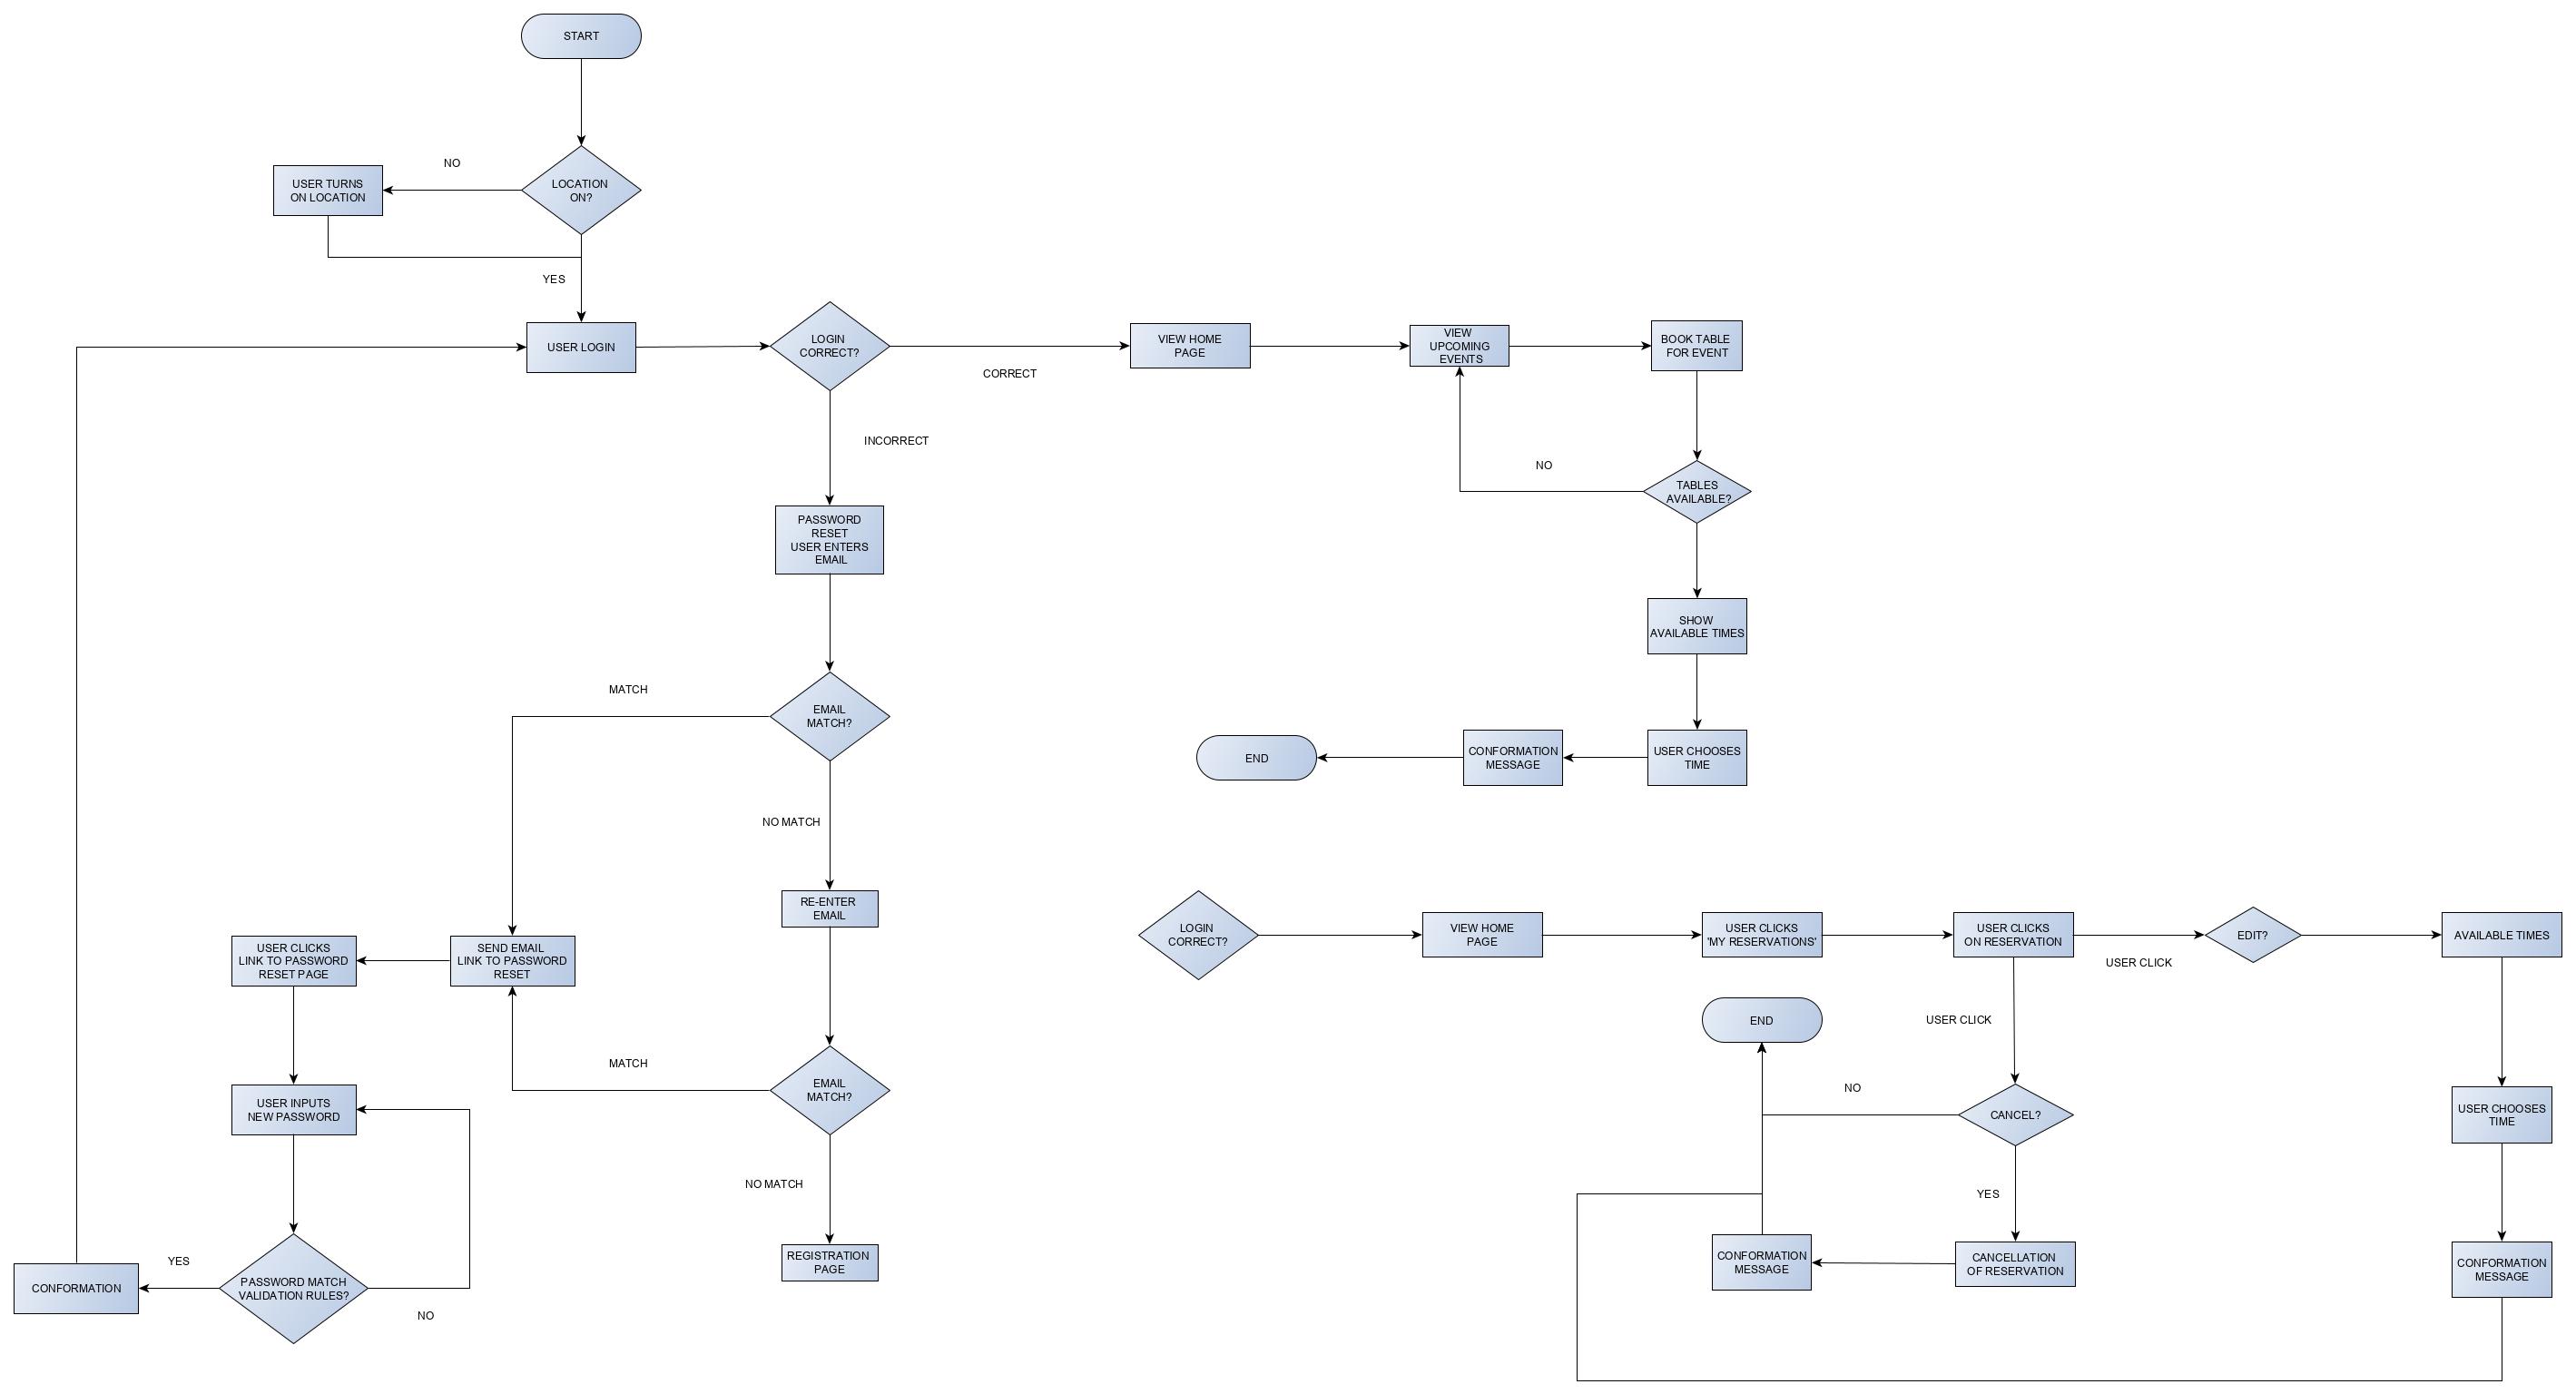 START
NO
USER TURNS
ON LOCATION
LOCATION
ON?
YES
USER LOGIN
LOGIN
CORRECT?
CORRECT
VIEW HOME
PAGE
VIEW
UPCOMING
EVENTS
BOOK TABLE
FOR EVENT
INCORRECT
NO
TABLES
AVAILABLE?
PASSWORD
RESET
USER ENTERS
EMAIL
SHOW
AVAILABLE TIMES
MATCH
EMAIL
MATCH?
END
CONFORMATION
MESSAGE
USER CHOOSES
TIME
NO MATCH
RE-ENTER
EMAIL
USER CLICKS
LINK TO PASSWORD
RESET PAGE
SEND EMAIL
LINK TO PASSWORD
RESET
MATCH
EMAIL
MATCH?
USER INPUTS
NEW PASSWORD
NO MATCH
REGISTRATION
PAGE
YES
CONFORMATION
PASSWORD MATCH
VALIDATION RULES?
NO
LOGIN
CORRECT?
VIEW HOME
PAGE
USER CLICKS
'MY RESERVATIONS'
USER CLICKS
ON RESERVATION
USER CLICK
EDIT?
AVAILABLE TIMES
END
USER CLICK
NO
CANCEL?
USER CHOOSES
TIME
YES
CONFORMATION
MESSAGE
CANCELLATION
OF RESERVATION
CONFORMATION
MESSAGE